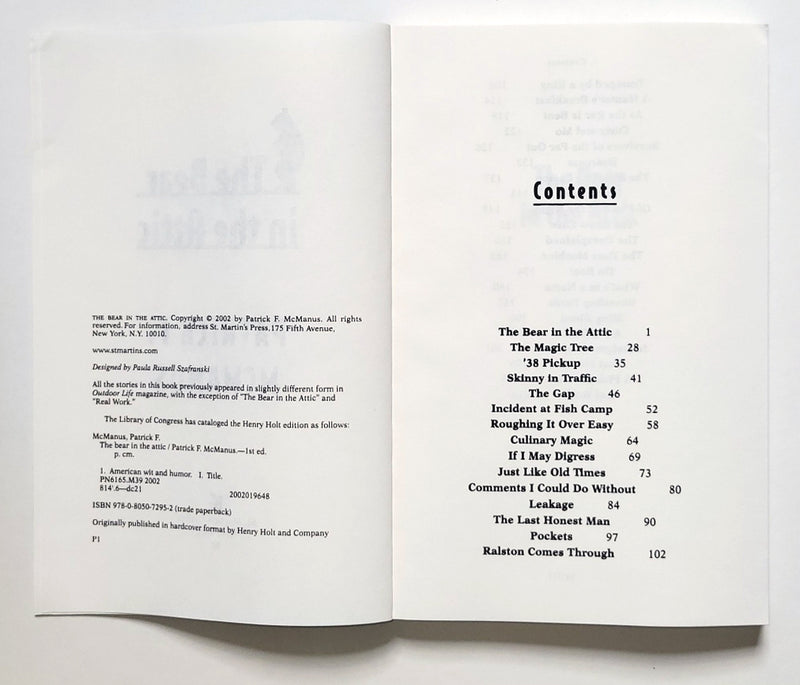 THE BEAR IN THE ATTIC. Copyright © 2002 by Patrick F. McManus. All rights
reserved. For information, address St. Martin's Press, 175 Fifth Avenue,
New York, N.Y. 10010.
www.stmartins.com
Designed by Paula Russell Szafranski
All the stories in this book previously appeared in slightly different form in
Outdoor Life magazine, with the exception of "The Bear in the Attic" and
"Real Work."
The Library of Congress has cataloged the Henry Holt edition as follows:
McManus, Patrick F.
The bear in the attic / Patrick F. McManus.—1st ed.
p. cm.
1. American wit and humor. I. Title.
PN6165.M39 2002
814'.6—dc21
2002019648
ISBN 978-0-8050-7295-2 (trade paperback)
Originally published in hardcover format by Henry Holt and Company
P1
Contents
The Bear in the Attic 1
The Magic Tree 28
'38 Pickup 35
Skinny in Traffic 41
The Gap 46
Incident at Fish Camp 52
Roughing It Over Easy 58
Culinary Magic 64
If I May Digress 69
Just Like Old Times 73
Comments I Could Do Without 80
Leakage 84
The Last Honest Man 90
Pockets 97
Ralston Comes Through 102